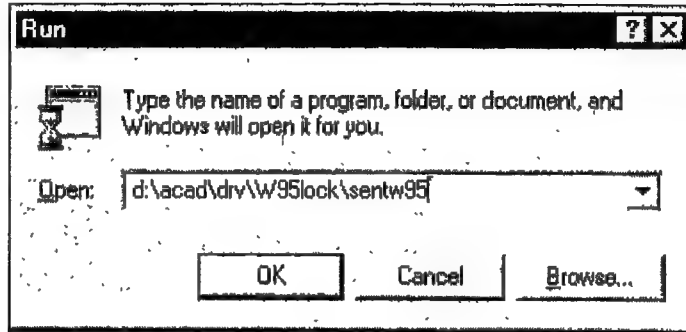 Run
Type the name of a program, folder, or document, and
Windows will open it for you.
Open: d:\acad\drv\W95lock\sentw95
OK Cancel Browse...